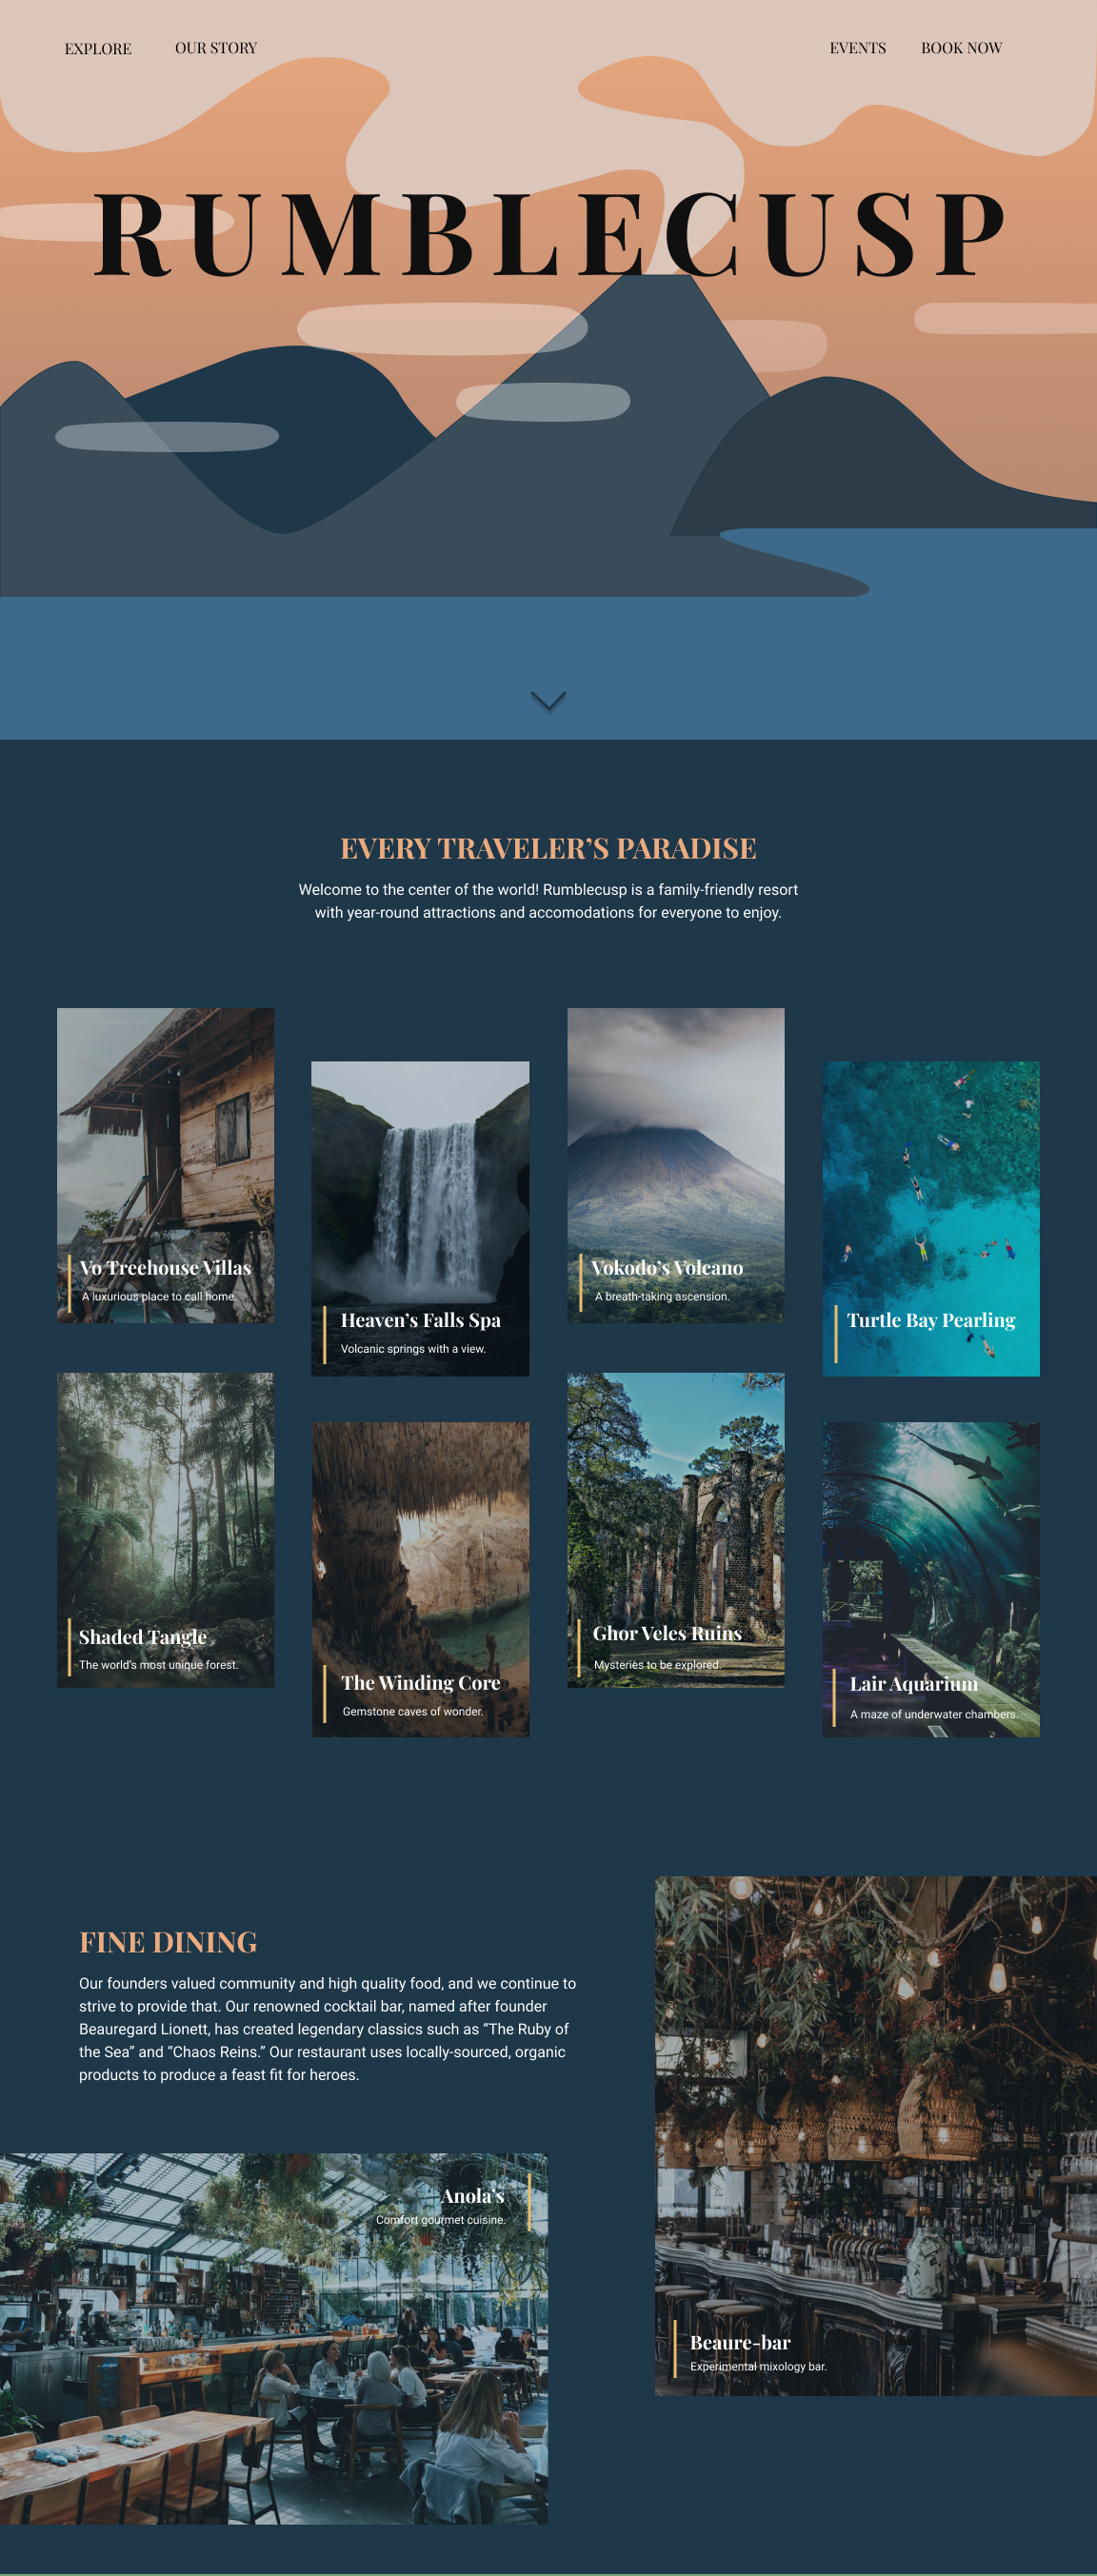 EXPLORE
OUR STORY
EVENTS
BOOK NOW
RUMBLECUSP
EVERY TRAVELER’S PARADISE
Welcome to the center of the world! Rumblecusp is a family-friendly resort
with year-round attractions and accomodations for everyone to enjoy.
Vo Treehouse Villas
A luxurious place to call home.
Heaven’s Falls Spa
Volcanic springs with a view.
Vokodo’s Volcano
A breath-taking ascension.
Turtle Bay Pearling
Shaded Tangle
The world’s most unique forest.
The Winding Core
Gemstone caves of wonder.
Ghor Veles Ruins
Mysteries to be explored.
Lair Aquarium
A maze of underwater chambers.
FINE DINING
Our founders valued community and high quality food, and we continue to
strive to provide that. Our renowned cocktail bar, named after founder
Beauregard Lionett, has created legendary classics such as “The Ruby of
the Sea” and “Chaos Reins.” Our restaurant uses locally-sourced, organic
products to produce a feast fit for heroes.
Anola’s
Comfort gourmet cuisine.
Beaure-bar
Experimental mixology bar.